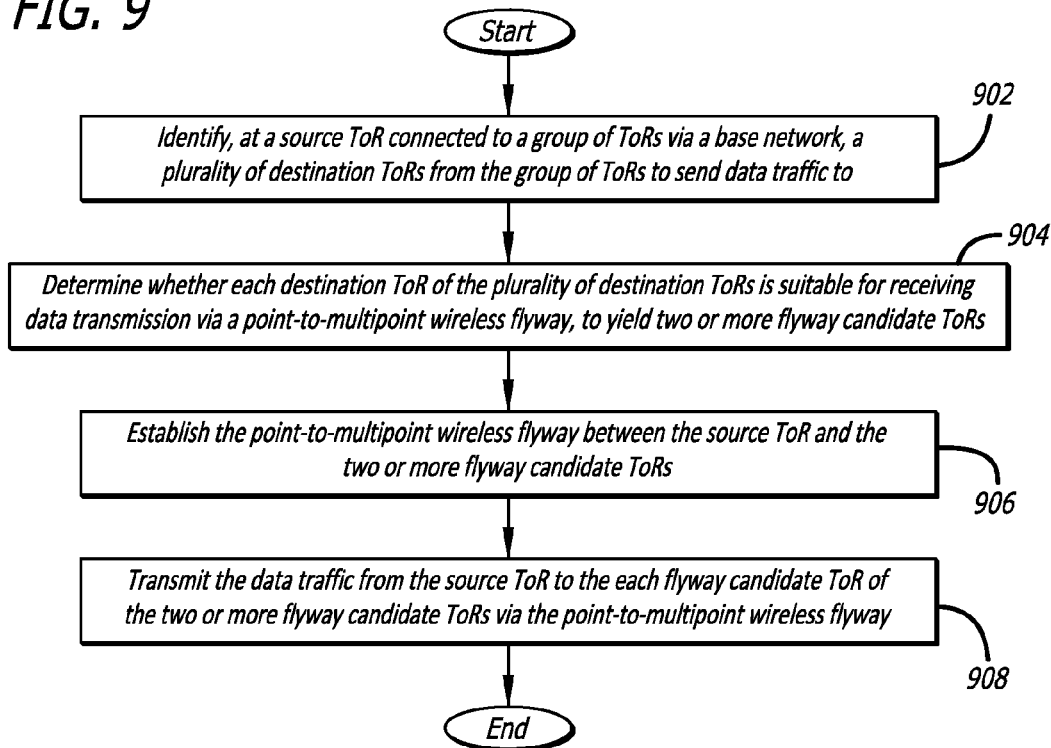 FIG. 9
Start
902
Identify, at a source ToR connected to a group of ToRs via a base network, a
plurality of destination ToRs from the group of ToRs to send data traffic to
904
Determine whether each destination ToR of the plurality of destination ToRs is suitable for receiving
data transmission via a point-to-multipoint wireless flyway, to yield two or more flyway candidate ToRs
Establish the point-to-multipoint wireless flyway between the source ToR and the
two or more flyway candidate ToRs
906
Transmit the data traffic from the source ToR to the each flyway candidate ToR of
the two or more flyway candidate ToRs via the point-to-multipoint wireless flyway
908
End